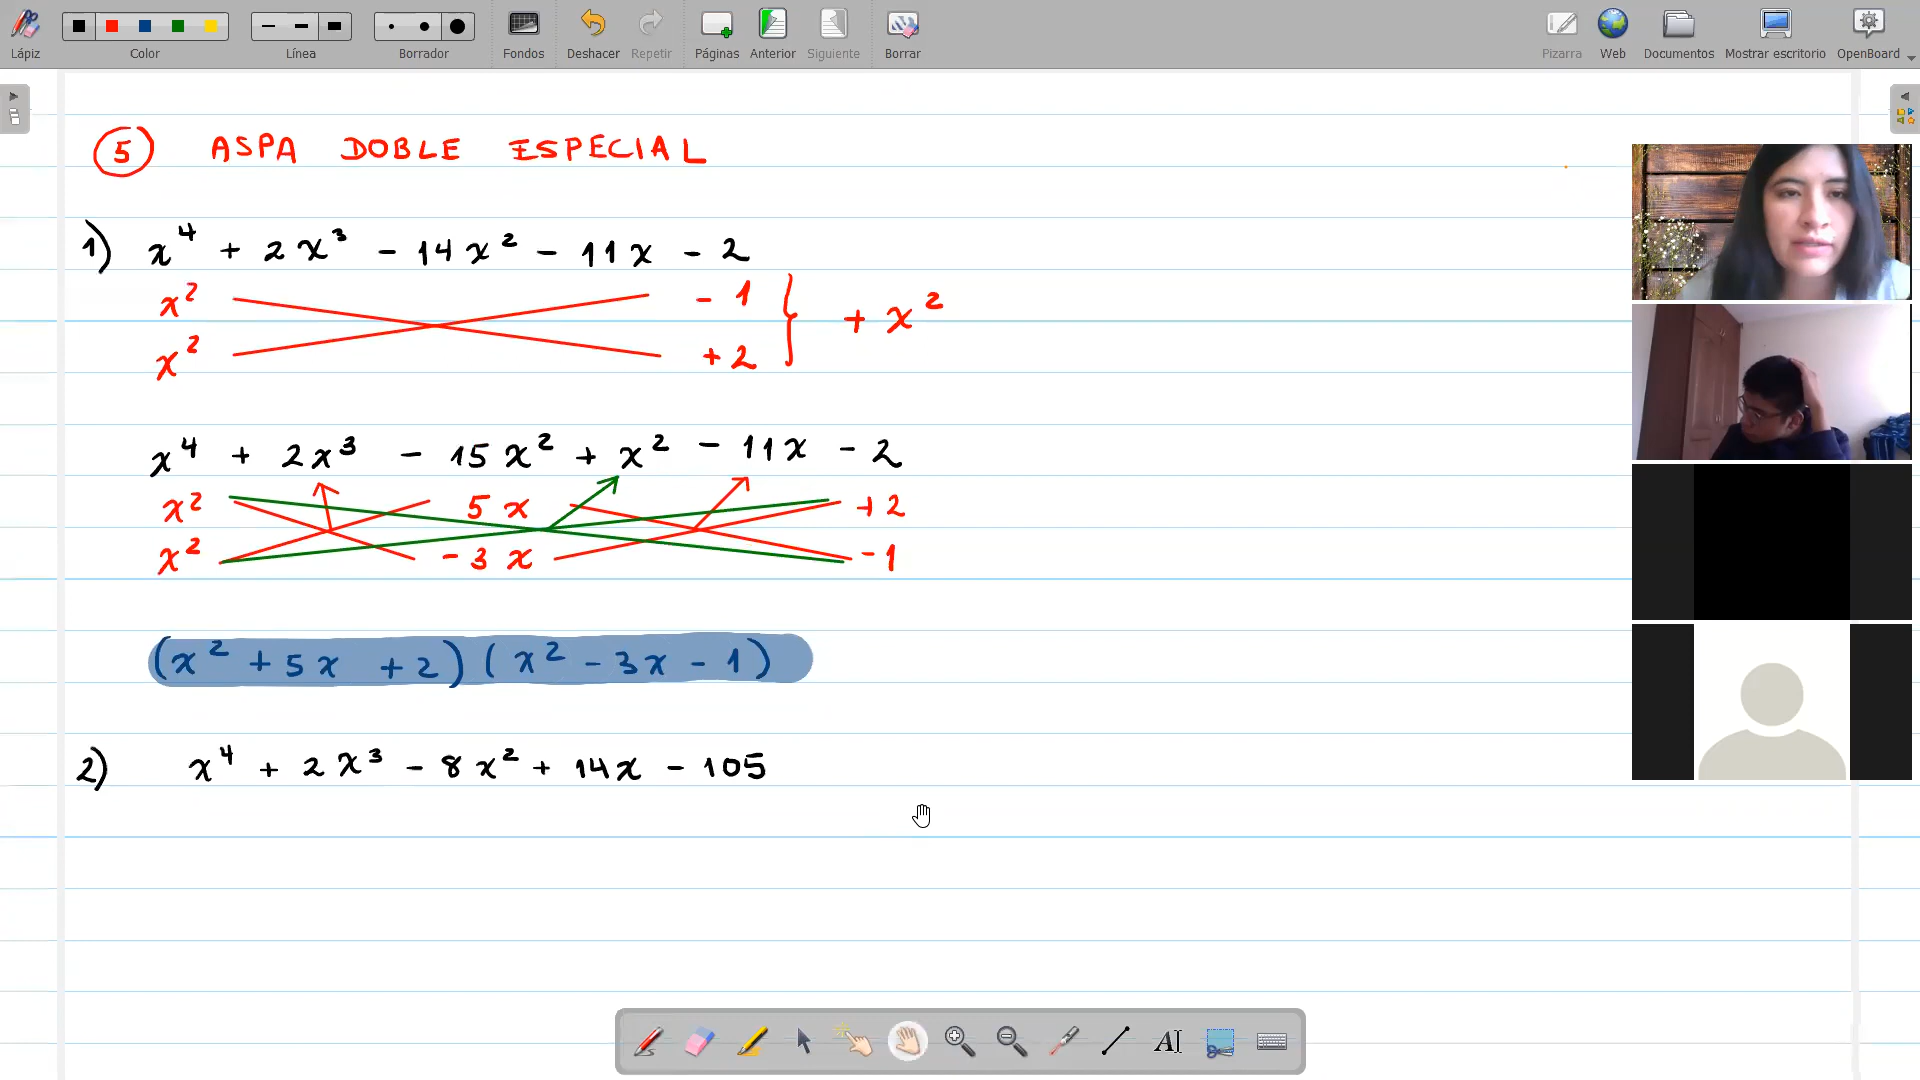 Lápiz Color Línea Borrador Fondos Deshacer Repetir Páginas Anterior Siguiente Borrar Pizarra Web Documentos Mostrar escritorio OpenBoard
5 ASPA DOBLE ESPECIAL
1) x⁴ + 2x³ - 14x² - 11x - 2
x² - 1
+ x²
x² + 2
x⁴ + 2x³ - 15x² + x² - 11x - 2
x² 5x + 2
x² - 3x - 1
(x² + 5x + 2)(x² - 3x - 1)
2) x⁴ + 2x³ - 8x² + 14x - 105